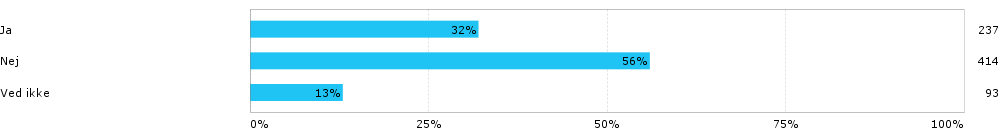 Ja 32% 237
Nej 56% 414
Ved ikke 13% 93
0% 25% 50% 75% 100%